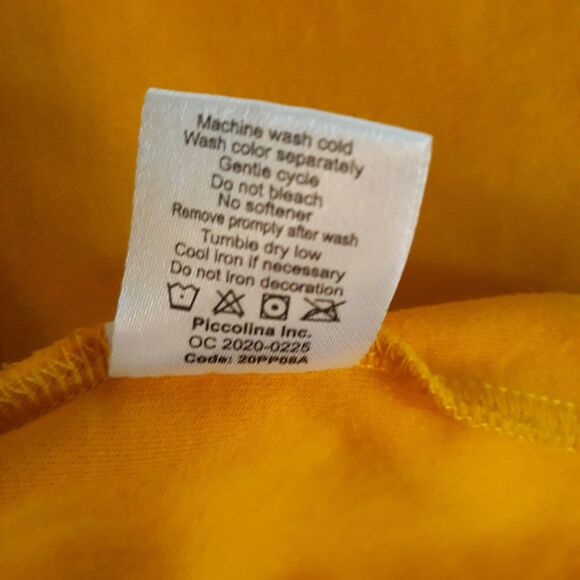 Machine wash cold
Wash color separately
Gentle cycle
Do not bleach
No softener
Remove promptly after wash
Tumble dry low
Cool iron if necessary
Do not iron decoration
Piccolina Inc.
OC 2020-0225
Code: 20PP08A